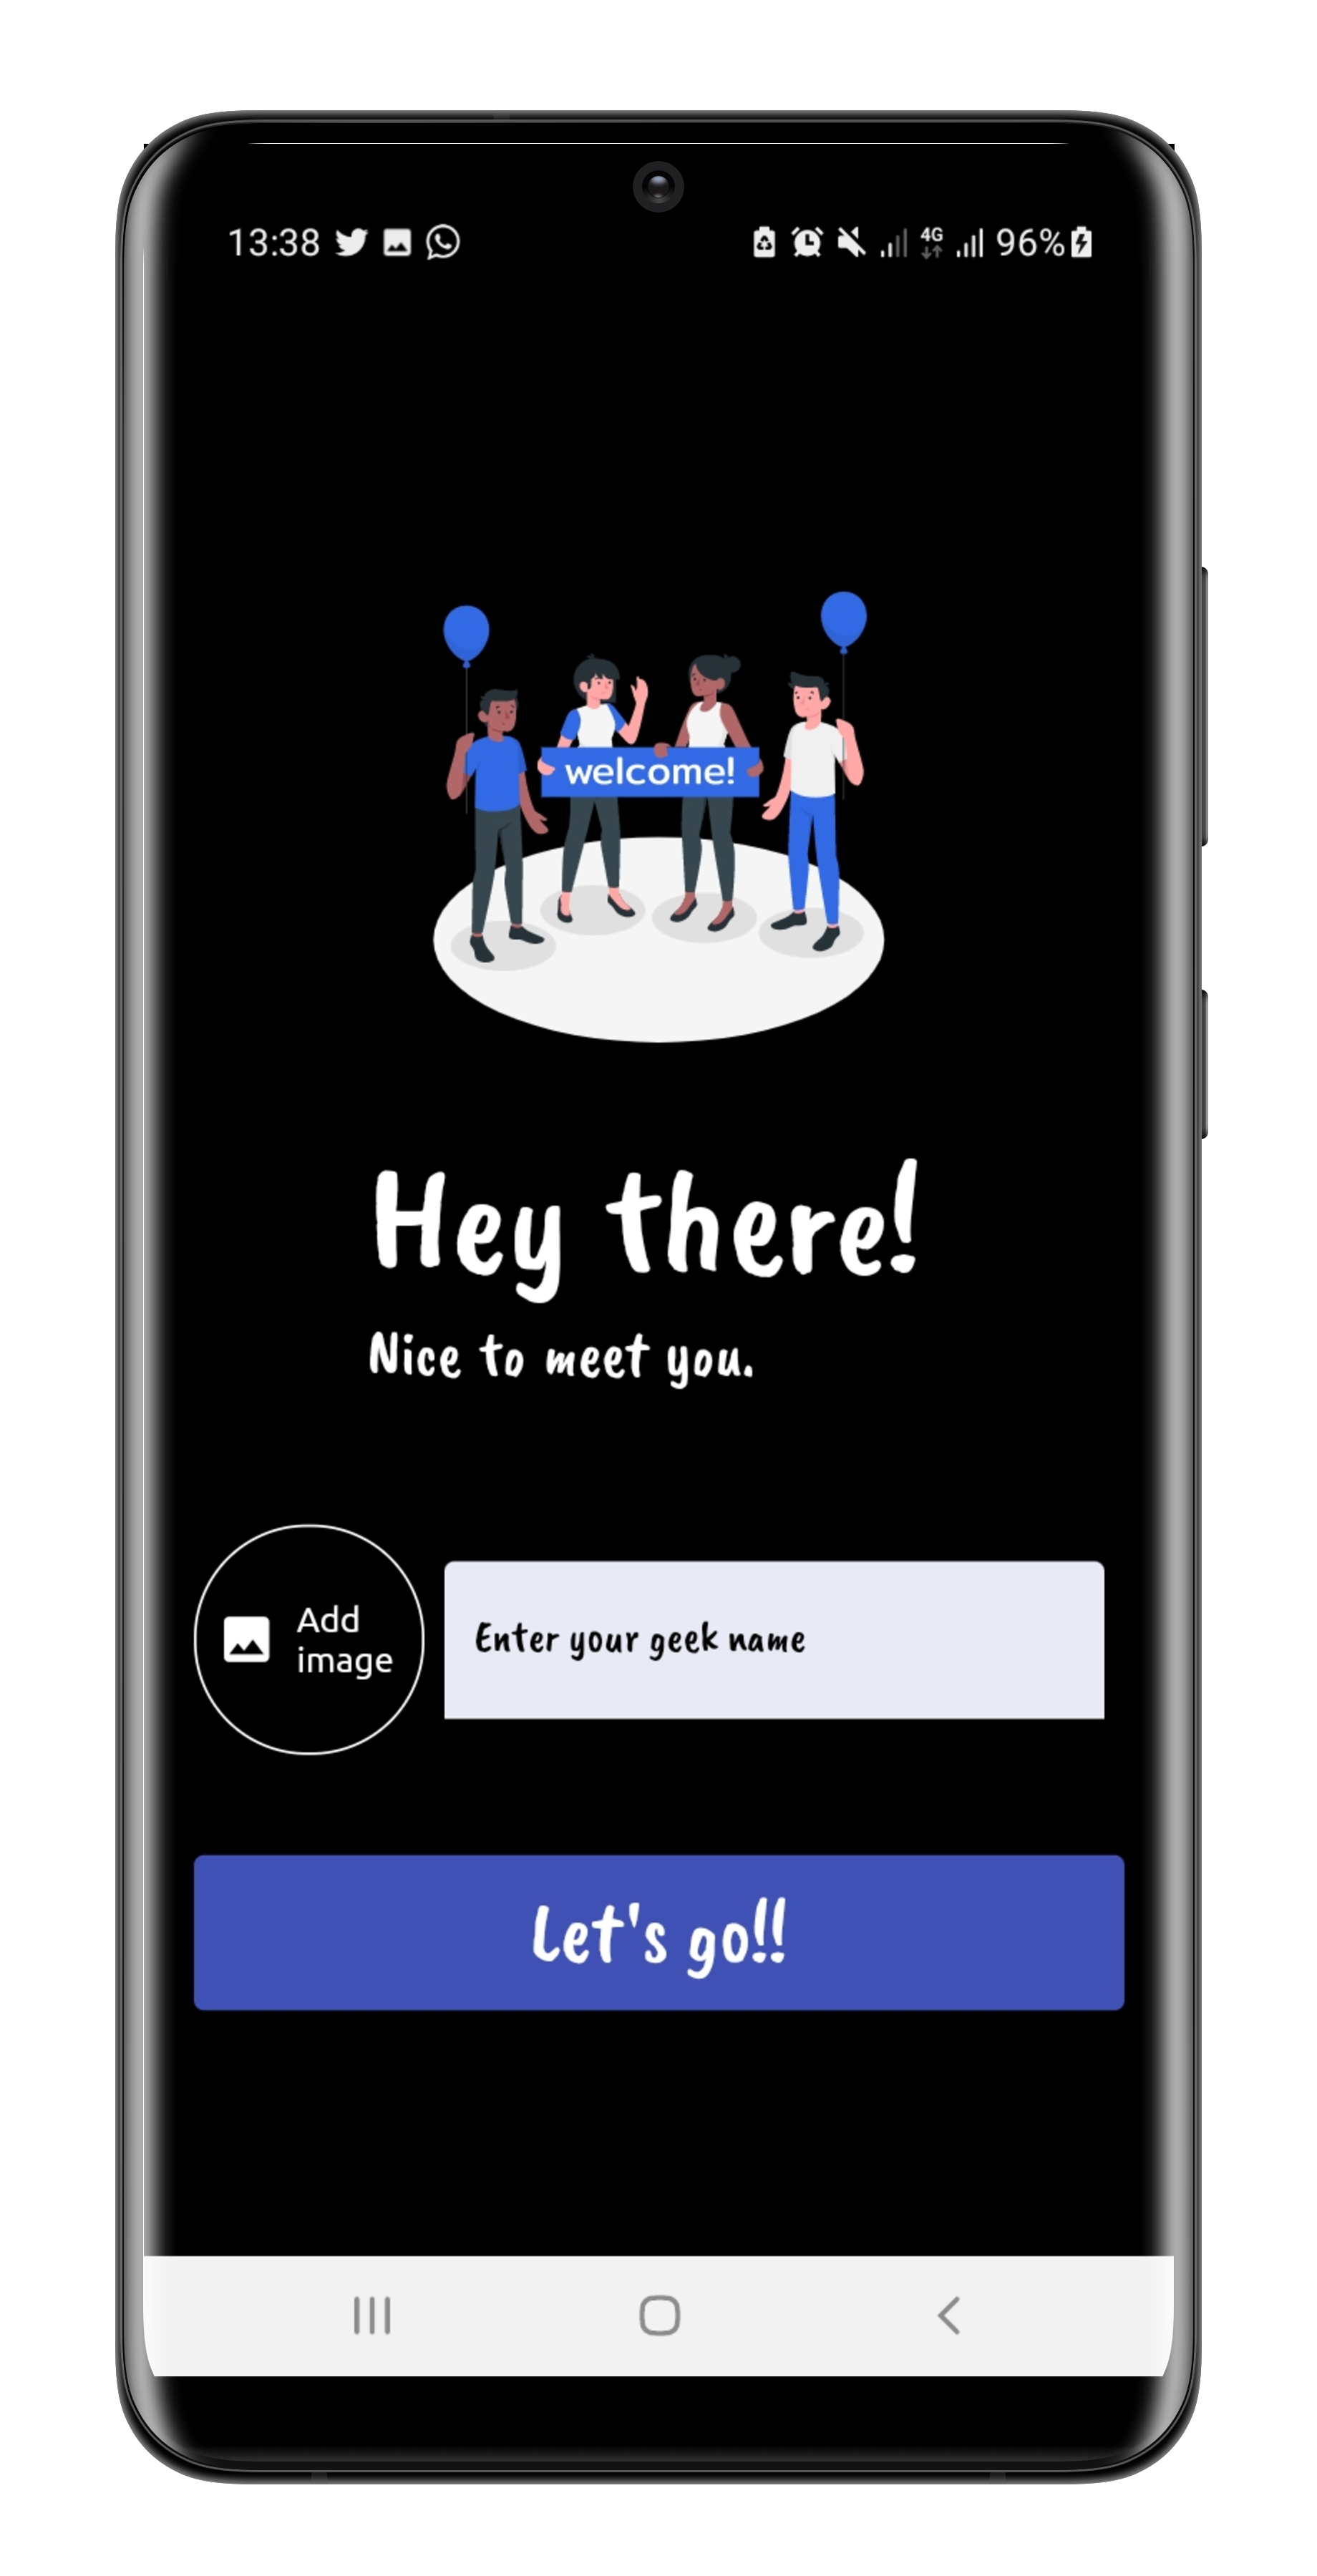 13:38 4G 96%
welcome!
Hey there!
Nice to meet you.
Add
image
Enter your geek name
Let's go!!